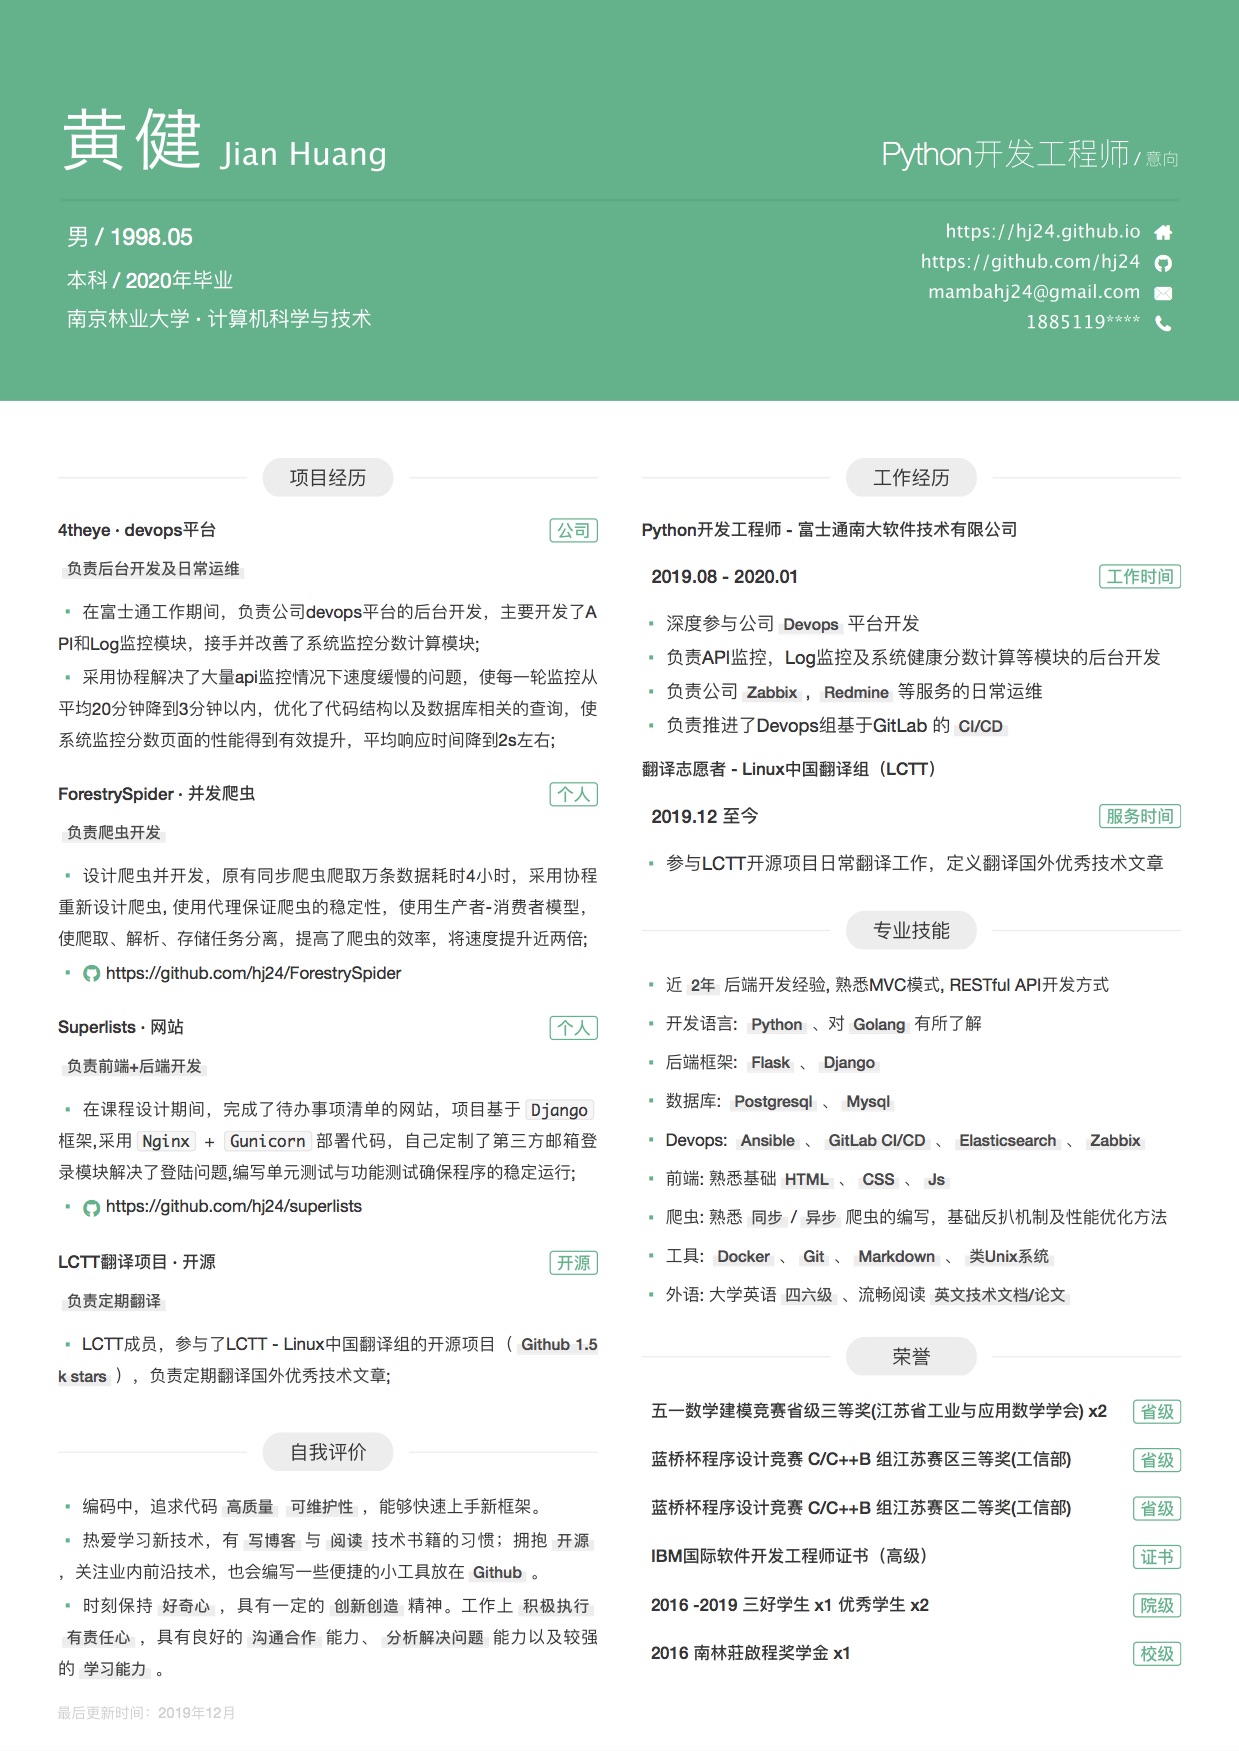 黄健 Jian Huang
Python开发工程师 / 意向
男 / 1998.05
本科 / 2020年毕业
南京林业大学 · 计算机科学与技术
https://hj24.github.io
https://github.com/hj24
mambahj24@gmail.com
1885119****
项目经历
4theye · devops平台 公司
负责后台开发及日常运维
▪ 在富士通工作期间，负责公司devops平台的后台开发，主要开发了A
PI和Log监控模块，接手并改善了系统监控分数计算模块;
▪ 采用协程解决了大量api监控情况下速度缓慢的问题，使每一轮监控从
平均20分钟降到3分钟以内，优化了代码结构以及数据库相关的查询，使
系统监控分数页面的性能得到有效提升，平均响应时间降到2s左右;
ForestrySpider · 并发爬虫 个人
负责爬虫开发
▪ 设计爬虫并开发，原有同步爬虫爬取万条数据耗时4小时，采用协程
重新设计爬虫, 使用代理保证爬虫的稳定性，使用生产者-消费者模型，
使爬取、解析、存储任务分离，提高了爬虫的效率，将速度提升近两倍;
▪ https://github.com/hj24/ForestrySpider
Superlists · 网站 个人
负责前端+后端开发
▪ 在课程设计期间，完成了待办事项清单的网站，项目基于 Django
框架,采用 Nginx + Gunicorn 部署代码，自己定制了第三方邮箱登
录模块解决了登陆问题,编写单元测试与功能测试确保程序的稳定运行;
▪ https://github.com/hj24/superlists
LCTT翻译项目 · 开源 开源
负责定期翻译
▪ LCTT成员，参与了LCTT - Linux中国翻译组的开源项目（ Github 1.5
k stars ），负责定期翻译国外优秀技术文章;
自我评价
▪ 编码中，追求代码 高质量 可维护性 ，能够快速上手新框架。
▪ 热爱学习新技术，有 写博客 与 阅读 技术书籍的习惯；拥抱 开源
，关注业内前沿技术，也会编写一些便捷的小工具放在 Github 。
▪ 时刻保持 好奇心 ，具有一定的 创新创造 精神。工作上 积极执行
有责任心 ，具有良好的 沟通合作 能力、 分析解决问题 能力以及较强
的 学习能力 。
最后更新时间：2019年12月
工作经历
Python开发工程师 - 富士通南大软件技术有限公司
2019.08 - 2020.01 工作时间
▪ 深度参与公司 Devops 平台开发
▪ 负责API监控，Log监控及系统健康分数计算等模块的后台开发
▪ 负责公司 Zabbix ， Redmine 等服务的日常运维
▪ 负责推进了Devops组基于GitLab 的 CI/CD
翻译志愿者 - Linux中国翻译组（LCTT）
2019.12 至今 服务时间
▪ 参与LCTT开源项目日常翻译工作，定义翻译国外优秀技术文章
专业技能
▪ 近 2年 后端开发经验, 熟悉MVC模式, RESTful API开发方式
▪ 开发语言: Python 、对 Golang 有所了解
▪ 后端框架: Flask 、 Django
▪ 数据库: Postgresql 、 Mysql
▪ Devops: Ansible 、 GitLab CI/CD 、 Elasticsearch 、 Zabbix
▪ 前端: 熟悉基础 HTML 、 CSS 、 Js
▪ 爬虫: 熟悉 同步 / 异步 爬虫的编写，基础反扒机制及性能优化方法
▪ 工具: Docker 、 Git 、 Markdown 、 类Unix系统
▪ 外语: 大学英语 四六级 、流畅阅读 英文技术文档/论文
荣誉
五一数学建模竞赛省级三等奖(江苏省工业与应用数学学会) x2 省级
蓝桥杯程序设计竞赛 C/C++B 组江苏赛区三等奖(工信部) 省级
蓝桥杯程序设计竞赛 C/C++B 组江苏赛区二等奖(工信部) 省级
IBM国际软件开发工程师证书（高级） 证书
2016 -2019 三好学生 x1 优秀学生 x2 院级
2016 南林莊啟程奖学金 x1 校级